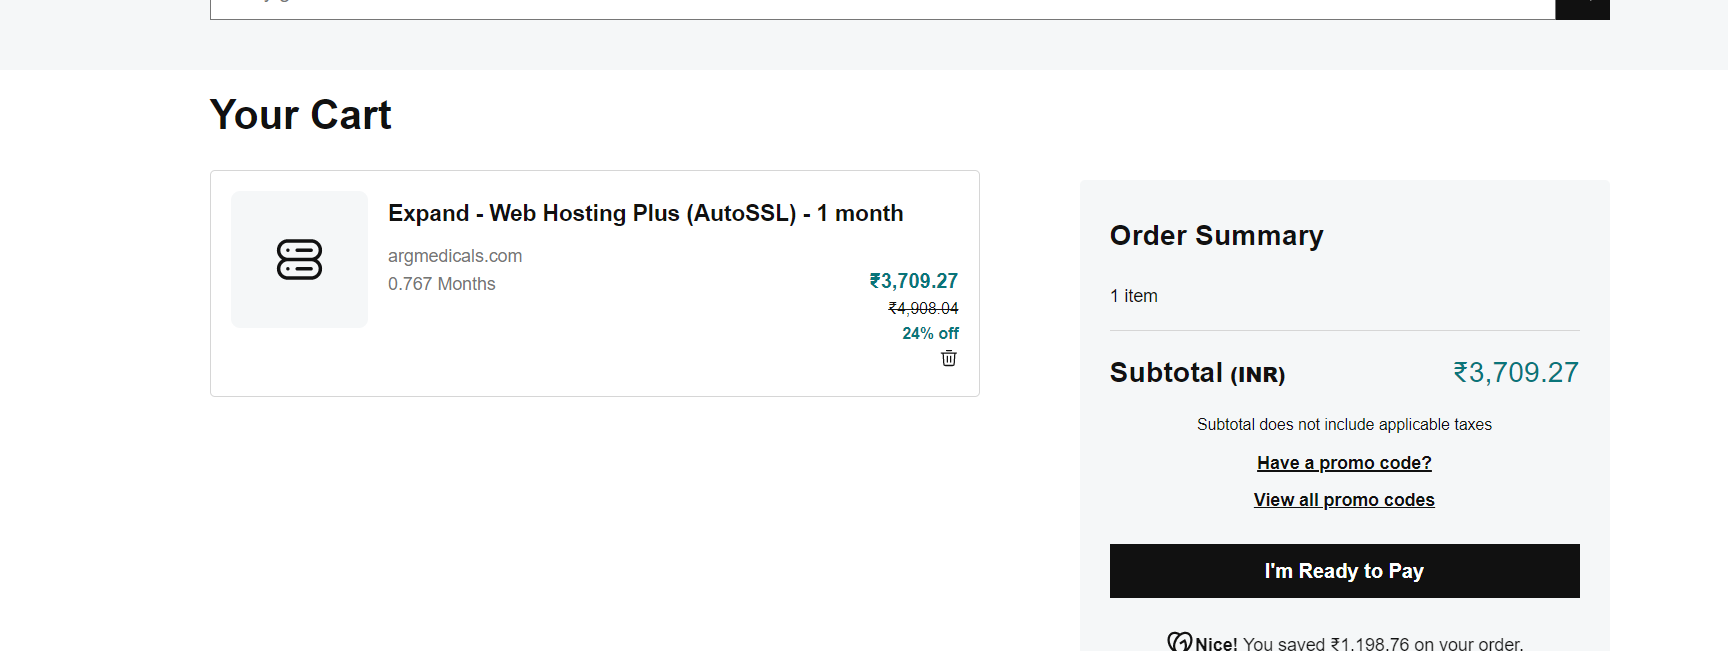 Your Cart
Expand - Web Hosting Plus (AutoSSL) - 1 month
argmedicals.com
0.767 Months
₹3,709.27
₹4,908.04
24% off
Order Summary
1 item
Subtotal (INR) ₹3,709.27
Subtotal does not include applicable taxes
Have a promo code?
View all promo codes
I'm Ready to Pay
Nice! You saved ₹1,198.76 on your order.